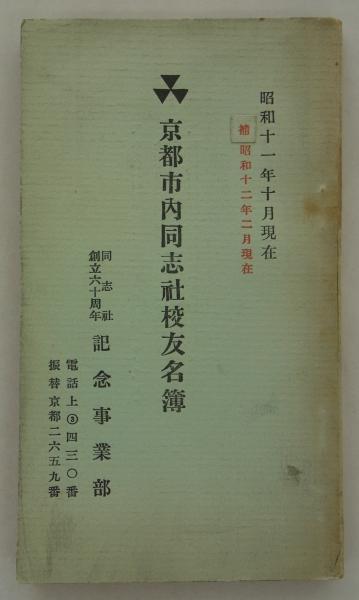 昭和十一年十月現在
補 昭和十二年二月現在
京都市內同志社校友名簿
同志社
創立六十周年
記念事業部
電話上③四三〇番
振替京都二六五九番